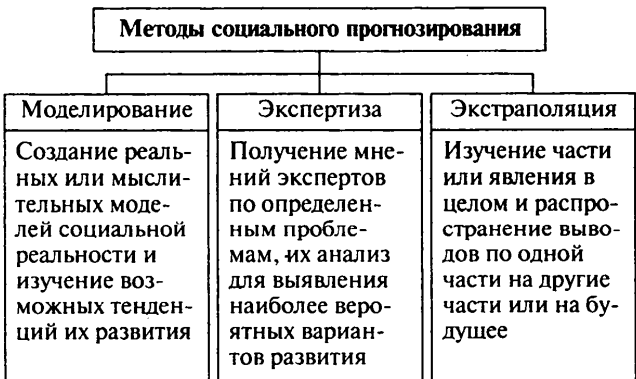 Методы социального прогнозирования
Моделирование
Создание реаль-
ных или мысли-
тельных моде-
лей социальной
реальности и
изучение воз-
можных тенден-
ций их развития
Экспертиза
Получение мне-
ний экспертов
по определен-
ным пробле-
мам, их анализ
для выявления
наиболее веро-
ятных вариан-
тов развития
Экстраполяция
Изучение части
или явления в
целом и распро-
странение выво-
дов по одной
части на другие
части или на бу-
дущее